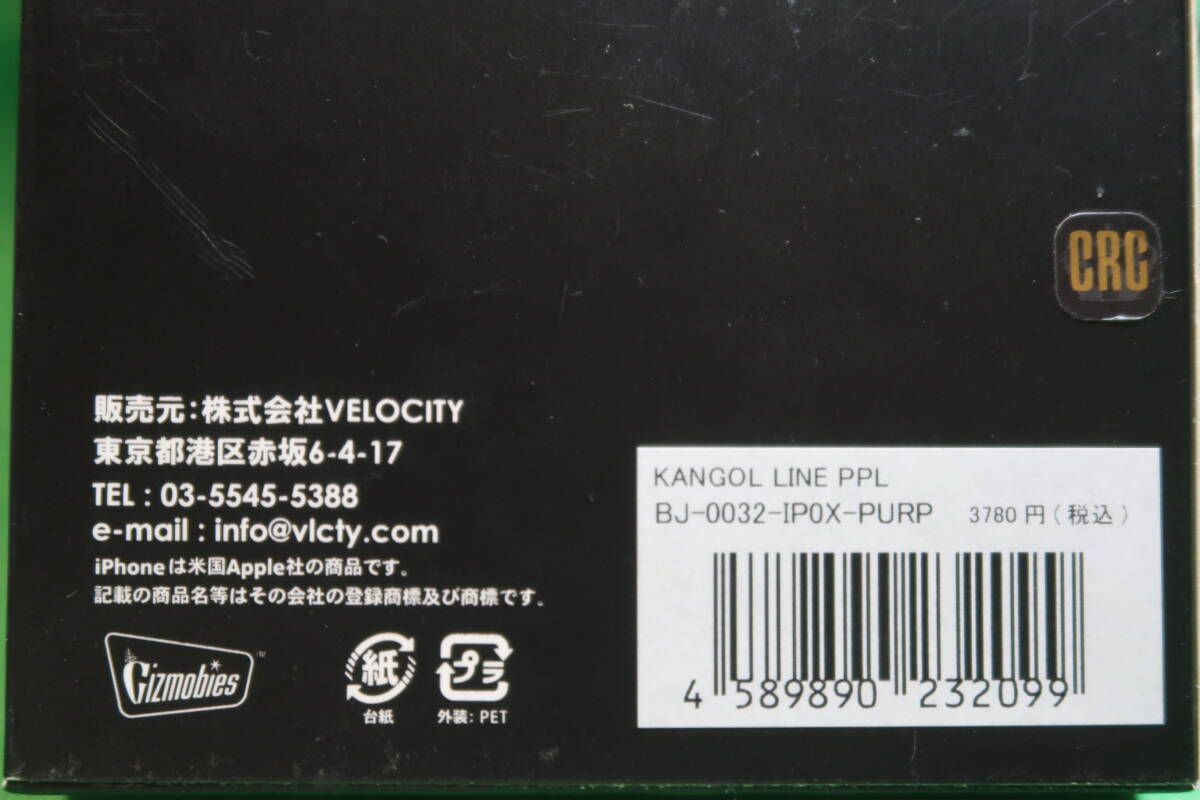 CRC
販売元：株式会社VELOCITY
東京都港区赤坂6-4-17
TEL : 03-5545-5388
e-mail : info@vlcty.com
iPhoneは米国Apple社の商品です。
記載の商品名等はその会社の登録商標及び商標です。
Gizmobies TM
紙
台紙
プラ
外装: PET
KANGOL LINE PPL
BJ-0032-IP0X-PURP 3780 円（税込）
4 589890 232099